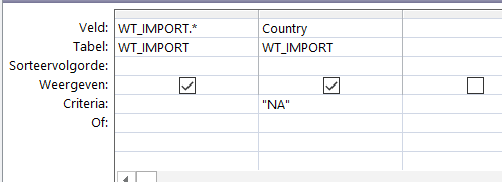 Veld: WT_IMPORT.* Country
Tabel: WT_IMPORT WT_IMPORT
Sorteervolgorde:
Weergeven:
Criteria: "NA"
Of: